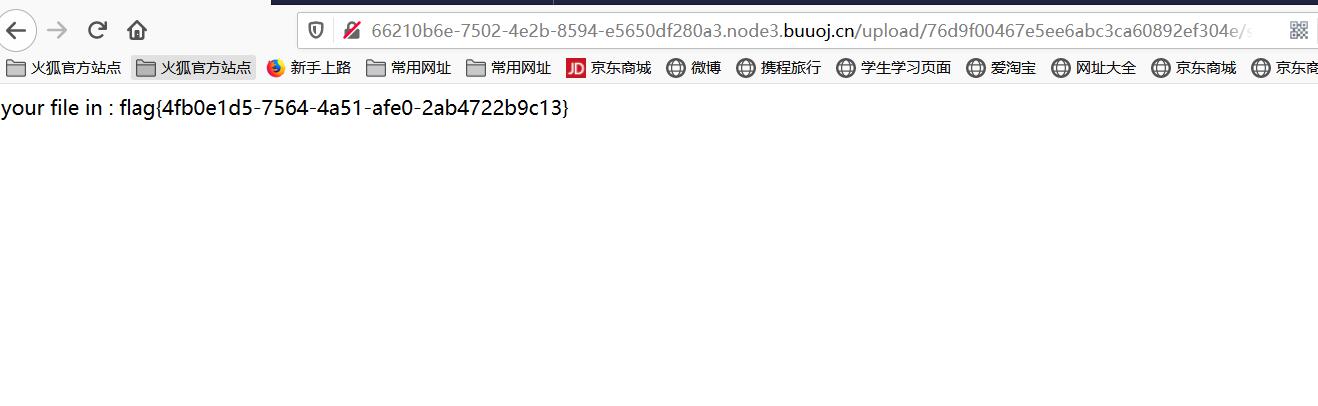 66210b6e-7502-4e2b-8594-e5650df280a3.node3.buuoj.cn/upload/76d9f00467e5ee6abc3ca60892ef304e/
火狐官方站点 火狐官方站点 新手上路 常用网址 常用网址 JD 京东商城 微博 携程旅行 学生学习页面 爱淘宝 网址大全 京东商城 京东商
your file in : flag{4fb0e1d5-7564-4a51-afe0-2ab4722b9c13}